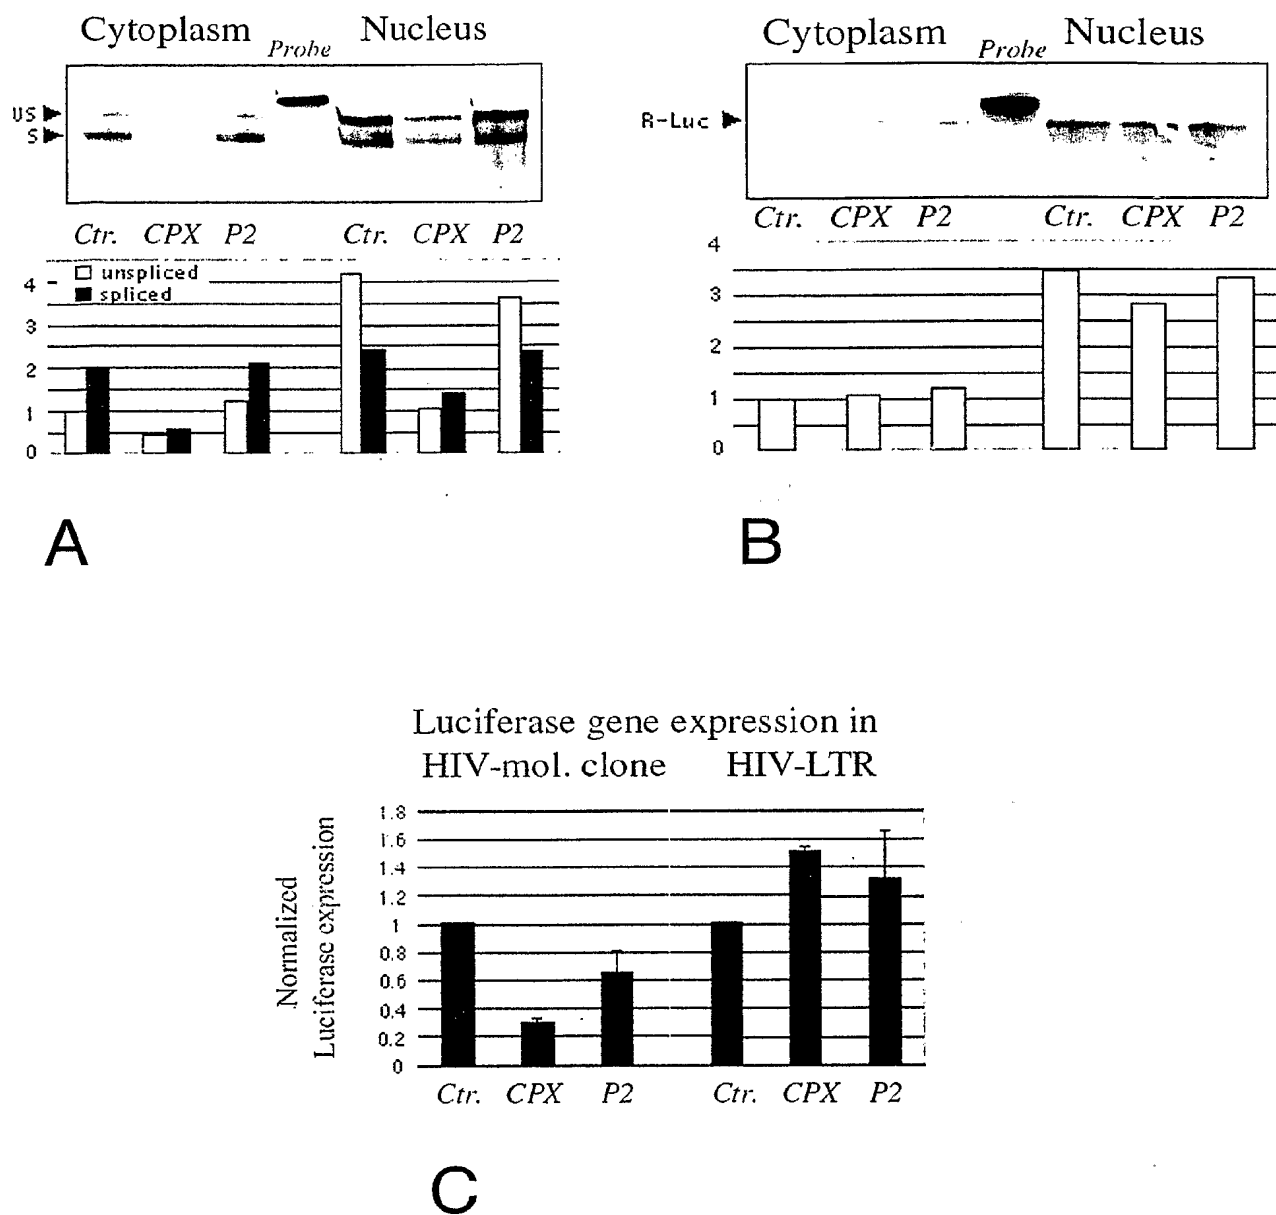 Cytoplasm Probe Nucleus
US
S
Ctr. CPX P2 Ctr. CPX P2
unspliced
spliced
4
3
2
1
0
A
Cytoplasm Probe Nucleus
R-Luc
Ctr. CPX P2 Ctr. CPX P2
4
3
2
1
0
B
Luciferase gene expression in
HIV-mol. clone HIV-LTR
Normalized
Luciferase expression
1.8
1.6
1.4
1.2
1
0.8
0.6
0.4
0.2
0
Ctr. CPX P2 Ctr. CPX P2
C